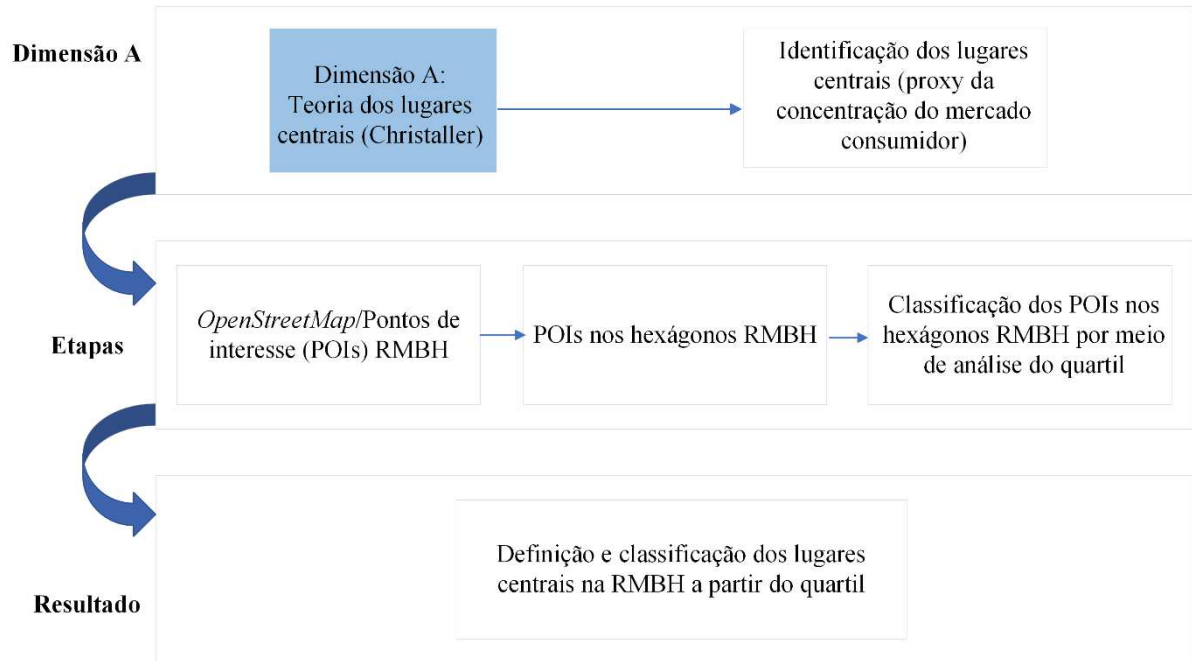 Dimensão A
Dimensão A:
Teoria dos lugares
centrais (Christaller)
Identificação dos lugares
centrais (proxy da
concentração do mercado
consumidor)
Etapas
OpenStreetMap/Pontos de
interesse (POIs) RMBH
POIs nos hexágonos RMBH
Classificação dos POIs nos
hexágonos RMBH por meio
de análise do quartil
Resultado
Definição e classificação dos lugares
centrais na RMBH a partir do quartil